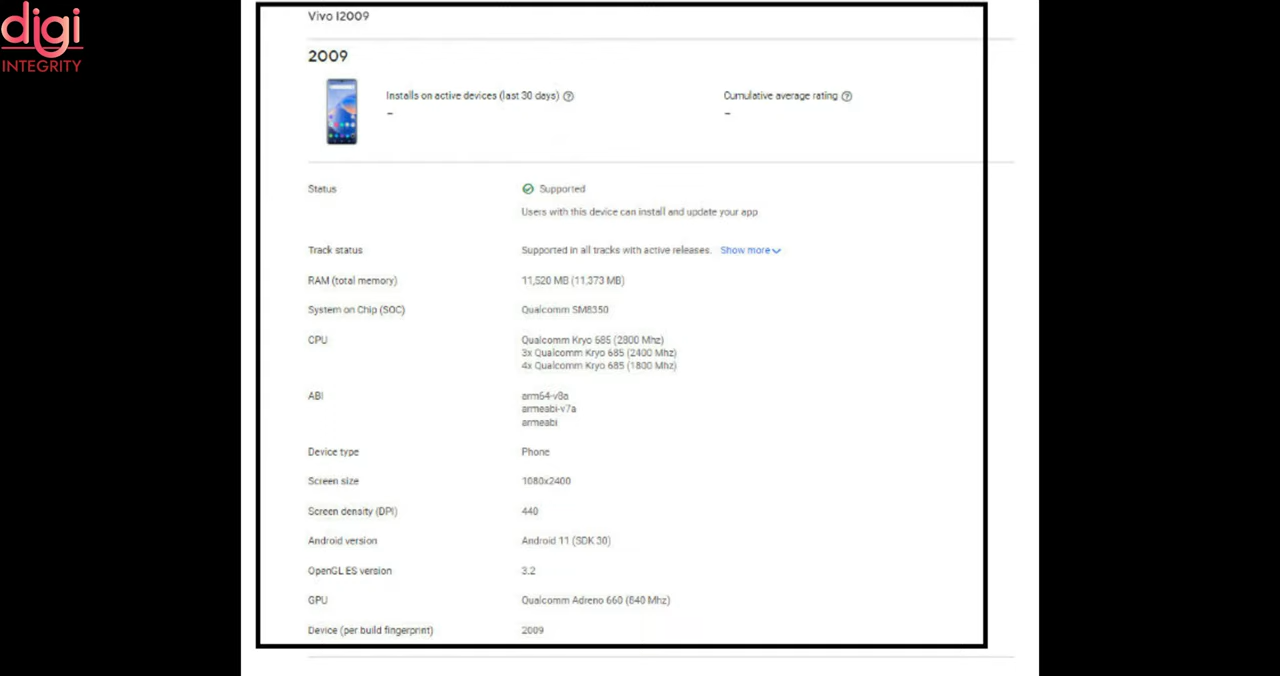 digi
INTEGRITY
Vivo I2009
2009
Installs on active devices (last 30 days)
Cumulative average rating
–
–
Status
Supported
Users with this device can install and update your app
Track status
Supported in all tracks with active releases. Show more
RAM (total memory)
11,520 MB (11,373 MB)
System on Chip (SOC)
Qualcomm SM8350
CPU
Qualcomm Kryo 685 (2800 Mhz)
3x Qualcomm Kryo 685 (2400 Mhz)
4x Qualcomm Kryo 685 (1800 Mhz)
ABI
arm64-v8a
armeabi-v7a
armeabi
Device type
Phone
Screen size
1080x2400
Screen density (DPI)
440
Android version
Android 11 (SDK 30)
OpenGL ES version
3.2
GPU
Qualcomm Adreno 660 (840 Mhz)
Device (per build fingerprint)
2009